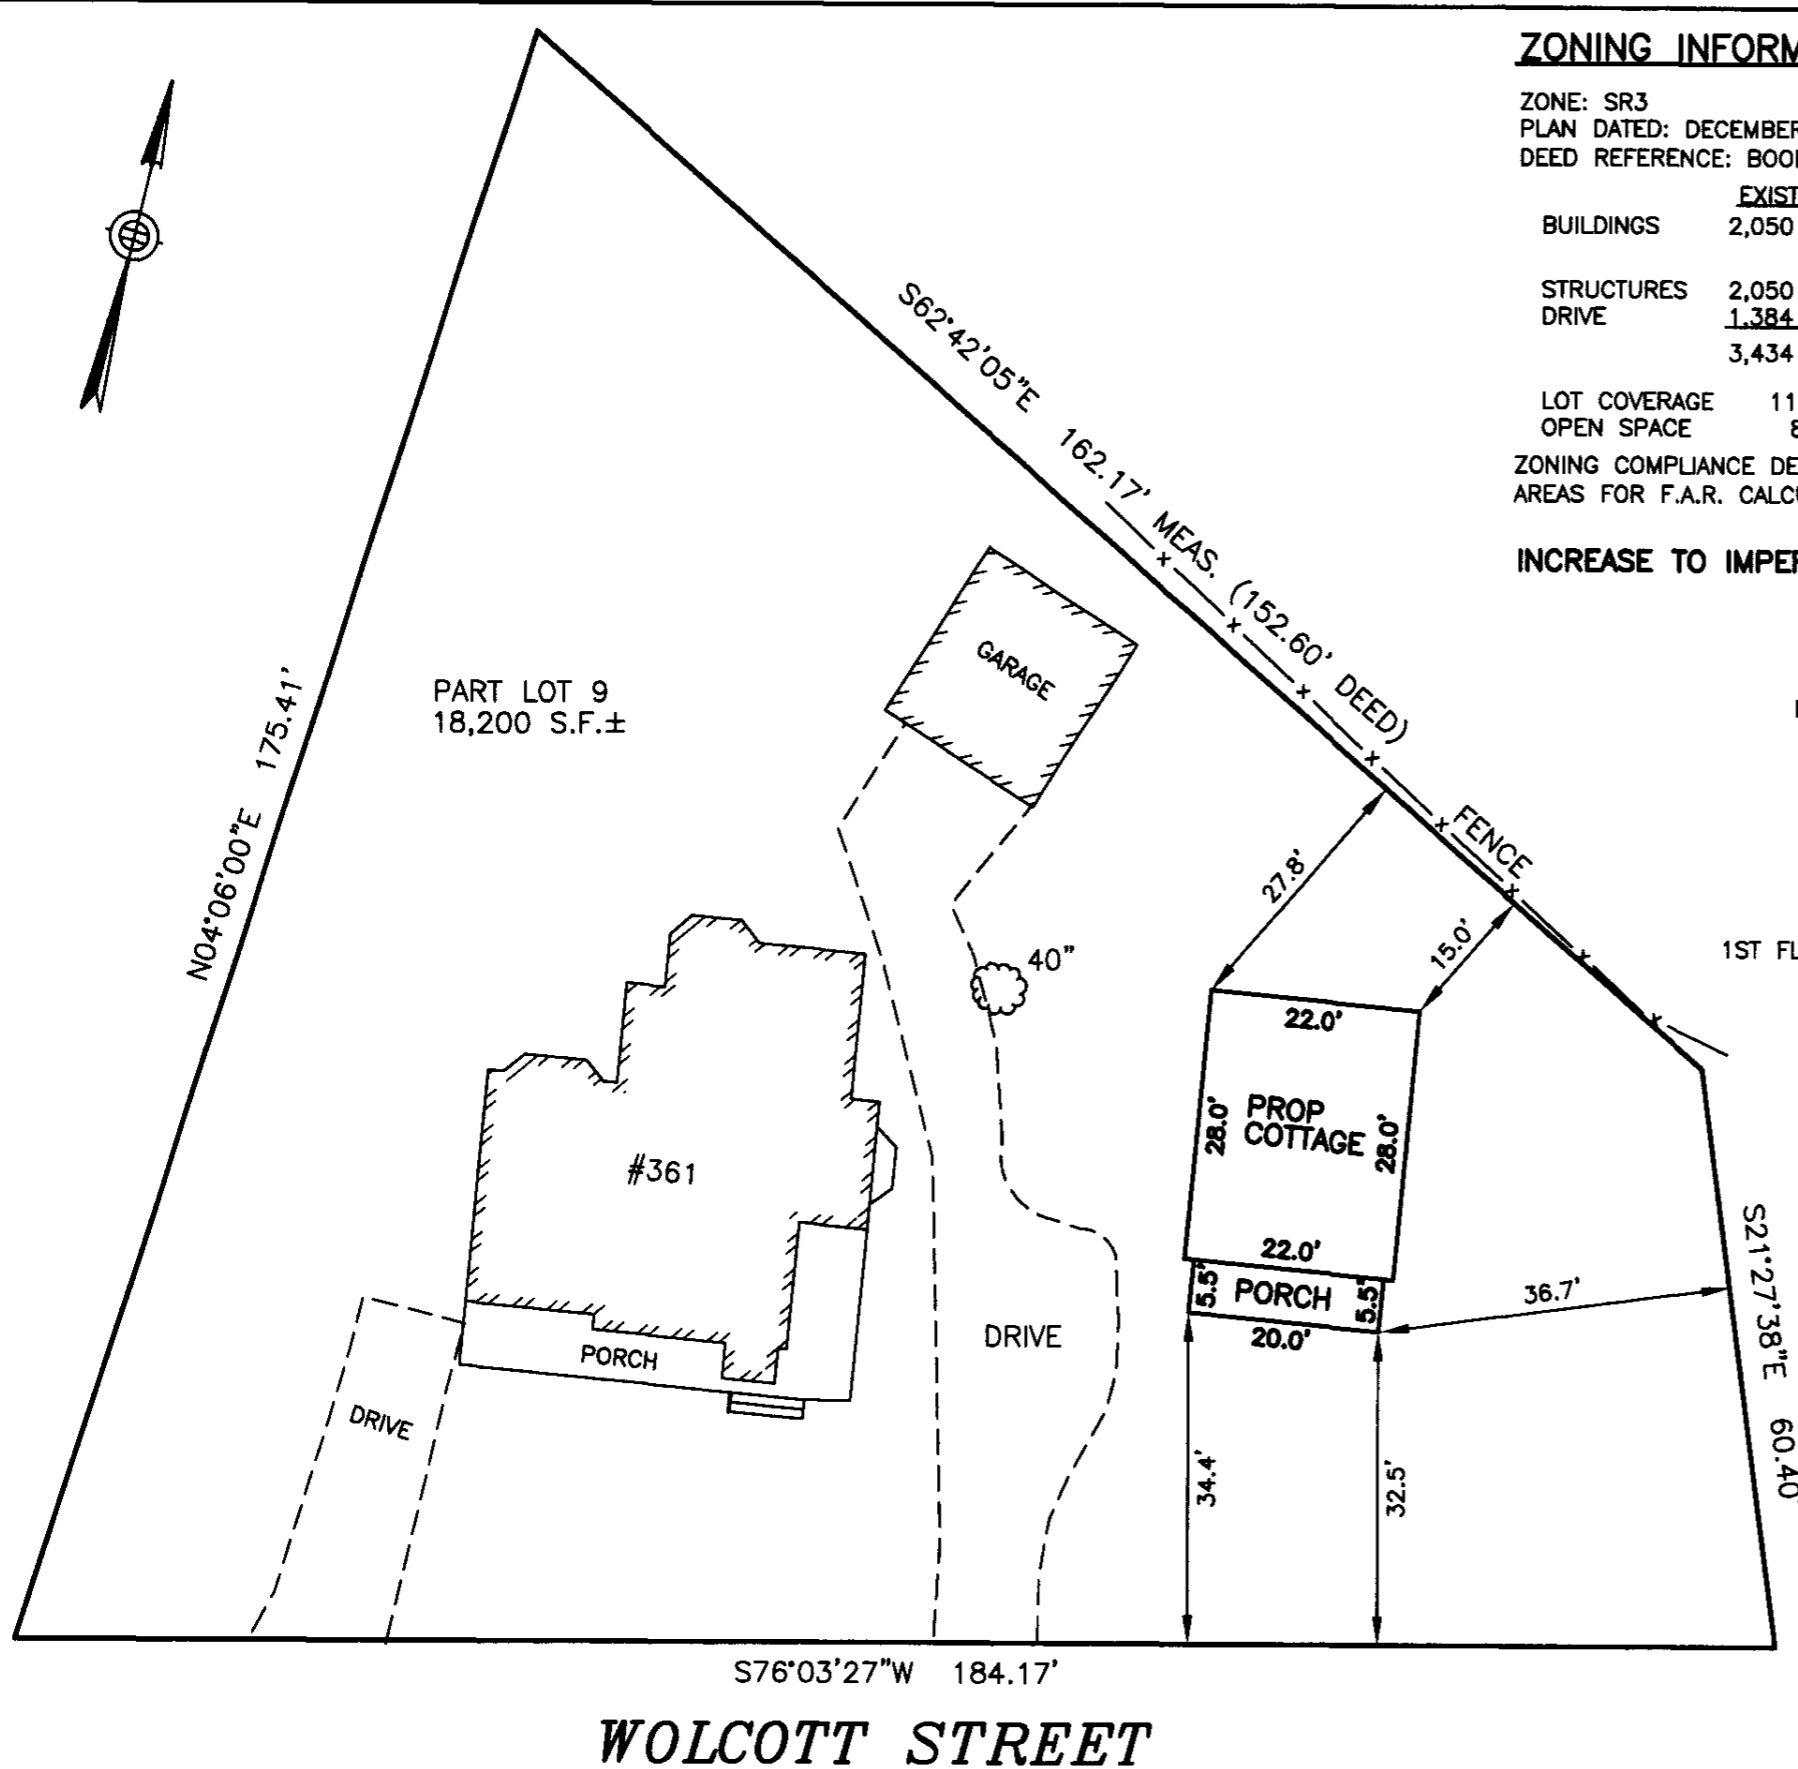 ZONING INFORM
ZONE: SR3
PLAN DATED: DECEMBER
DEED REFERENCE: BOO
EXIST
BUILDINGS 2,050
STRUCTURES 2,050
DRIVE 1,384
3,434
LOT COVERAGE 11
OPEN SPACE 8
ZONING COMPLIANCE DE
AREAS FOR F.A.R. CALC
INCREASE TO IMPER
1ST FL
S62°42'05"E 162.17' MEAS. (152.60' DEED)
FENCE
GARAGE
PART LOT 9
18,200 S.F.±
N04°06'00"E 175.41'
27.8'
15.0'
40"
22.0'
28.0'
PROP
COTTAGE
28.0'
22.0'
5.5'
PORCH
5.5'
20.0'
36.7'
S21°27'38"E 60.40'
#361
PORCH
DRIVE
DRIVE
34.4'
32.5'
S76°03'27"W 184.17'
WOLCOTT STREET